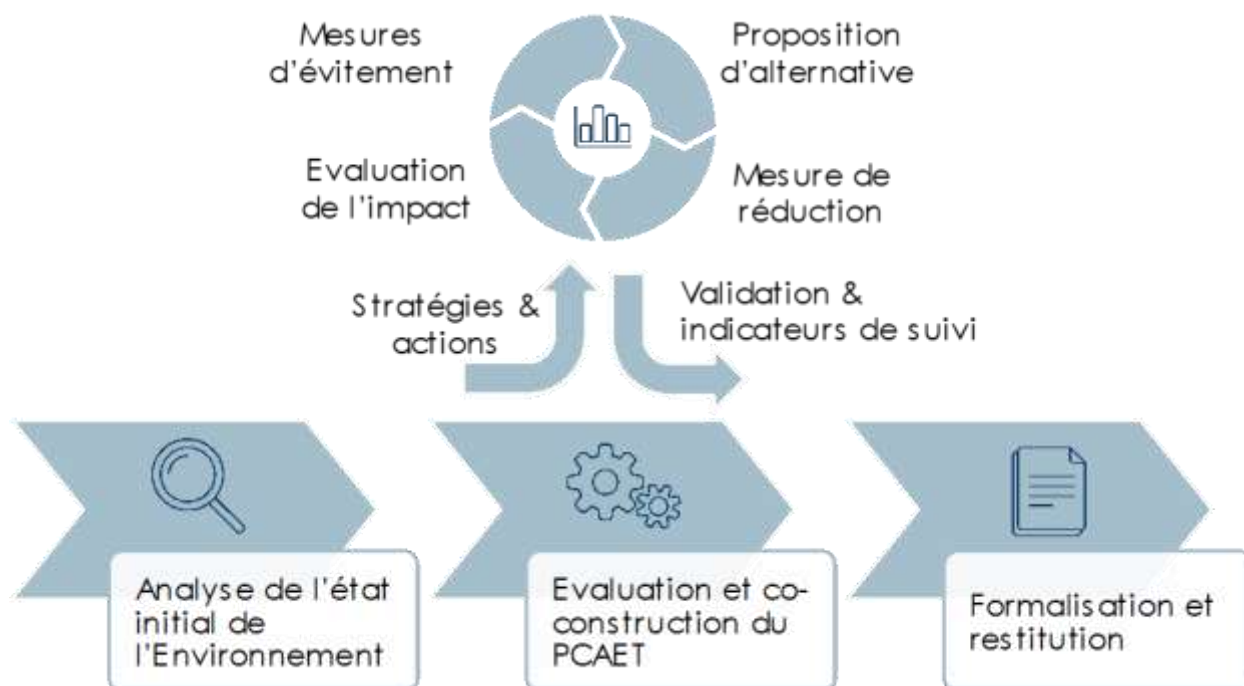 Mesures
d'évitement
Proposition
d'alternative
Evaluation
de l'impact
Mesure de
réduction
Stratégies &
actions
Validation &
indicateurs de suivi
Analyse de l'état
initial de
l'Environnement
Evaluation et co-
construction du
PCAET
Formalisation et
restitution